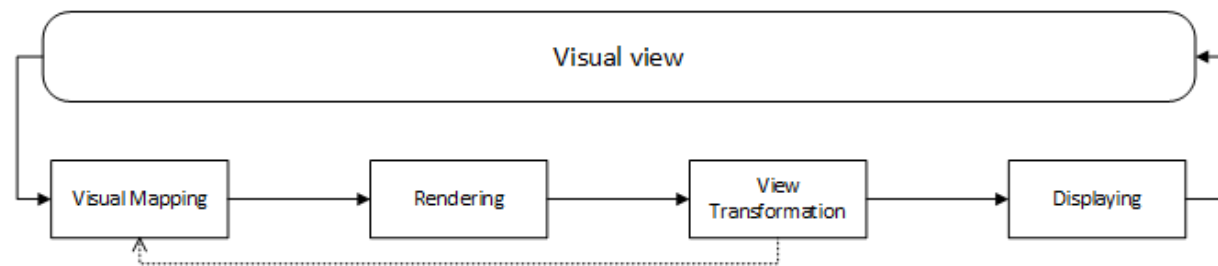 Visual view
Visual Mapping
Rendering
View
Transformation
Displaying